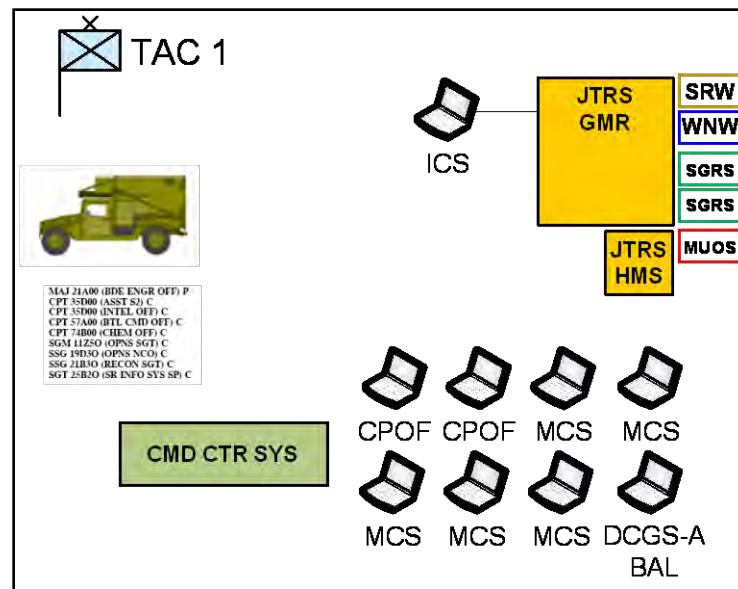 TAC 1
ICS
JTRS
GMR
SRW
WNW
SGRS
SGRS
JTRS
HMS
MUOS
MAJ 21A00 (BDE ENGR OFF) P
CPT 35D00 (ASST S2) C
CPT 35D00 (INTEL OFF) C
CPT 57A00 (BTL CMD OFF) C
CPT 74B00 (CHEM OFF) C
SGM 11Z5O (OPNS SGT) C
SSG 19D3O (OPNS NCO) C
SSG 21B3O (RECON SGT) C
SGT 25B2O (SR INFO SYS SP) C
CMD CTR SYS
CPOF CPOF MCS MCS
MCS MCS MCS DCGS-A
BAL